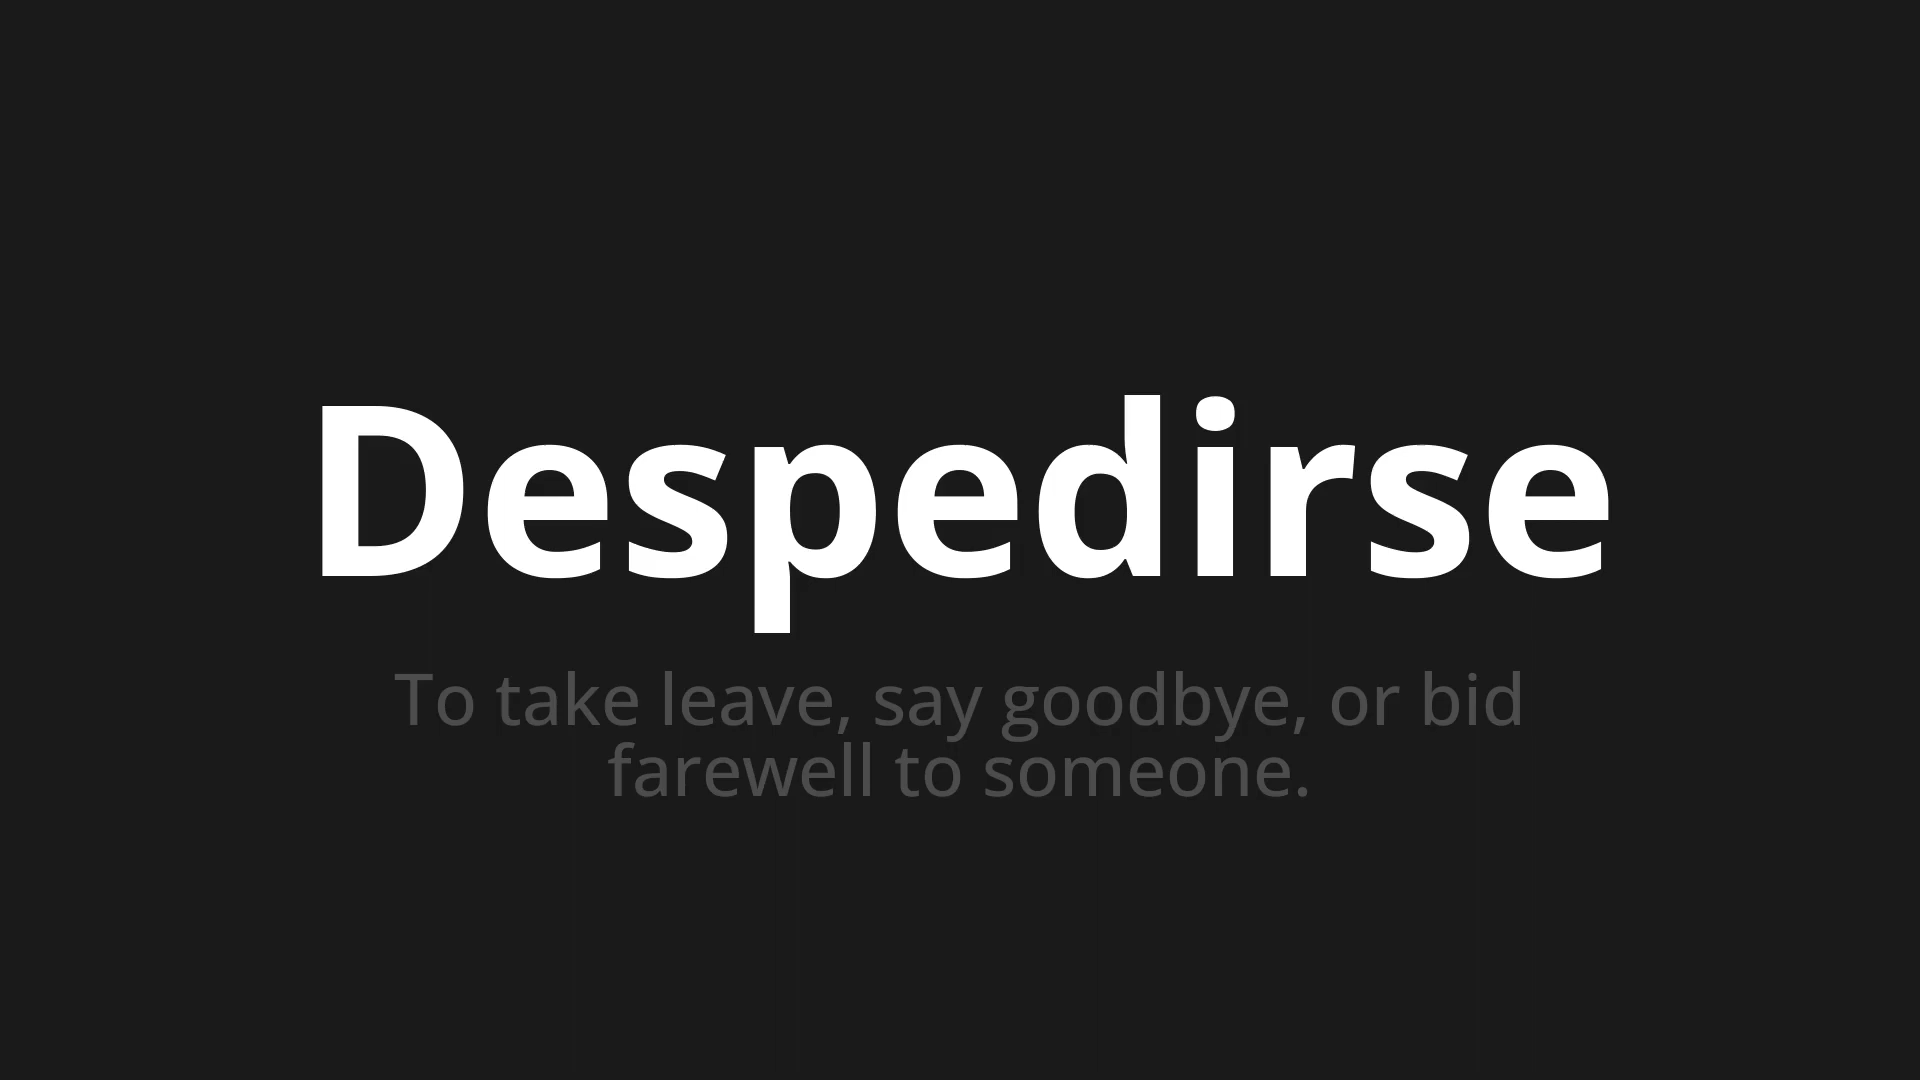 Despedirse
To take leave, say goodbye, or bid
farewell to someone.